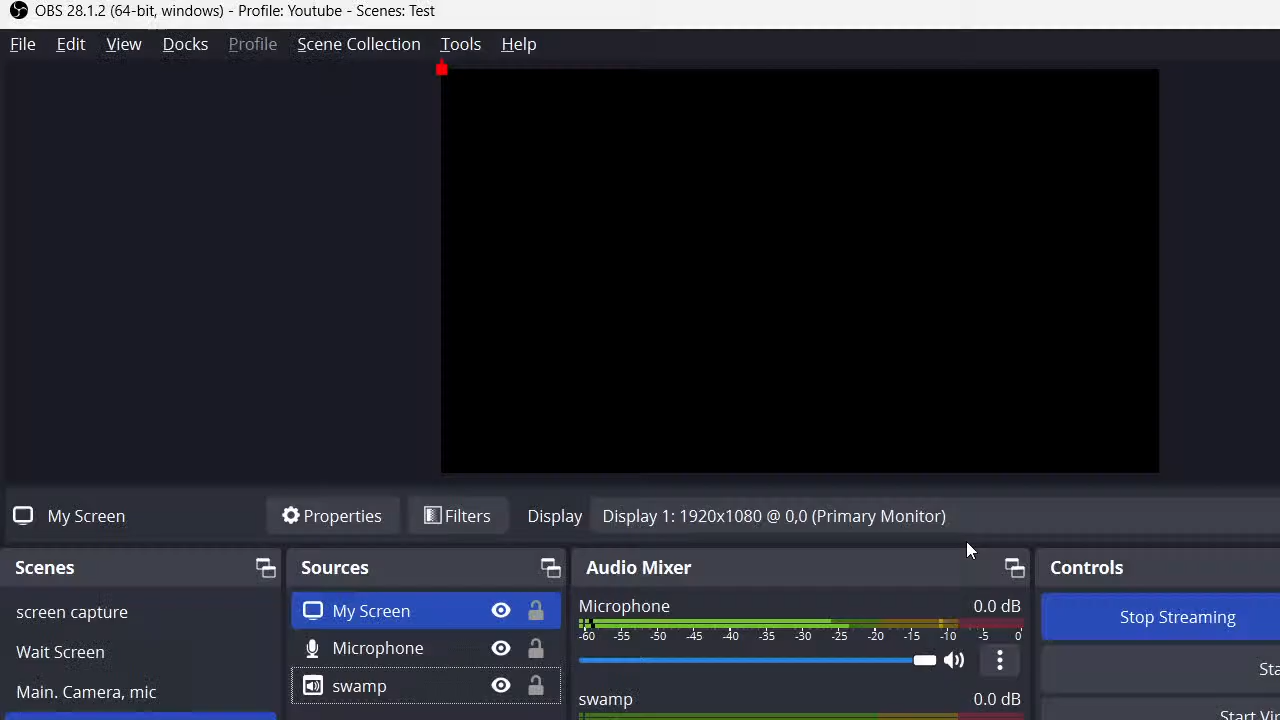 OBS 28.1.2 (64-bit, windows) - Profile: Youtube - Scenes: Test
File Edit View Docks Profile Scene Collection Tools Help
My Screen Properties Filters Display Display 1: 1920x1080 @ 0,0 (Primary Monitor)
Scenes Sources Audio Mixer Controls
screen capture
Wait Screen
Main. Camera, mic
My Screen
Microphone
swamp
Microphone 0.0 dB
-60 -55 -50 -45 -40 -35 -30 -25 -20 -15 -10 -5 0
swamp 0.0 dB
Stop Streaming
Sta
Start Vi